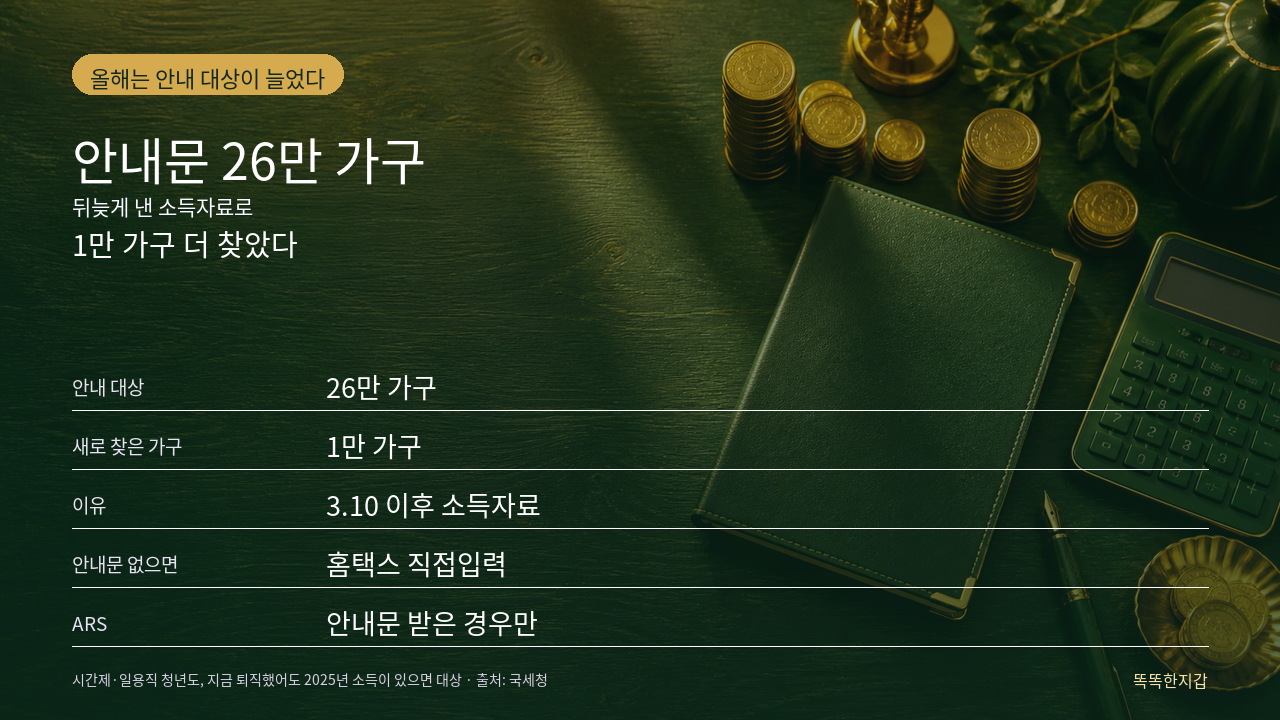 올해는 안내 대상이 늘었다
안내문 26만 가구
뒤늦게 낸 소득자료로
1만 가구 더 찾았다
안내 대상 26만 가구
새로 찾은 가구 1만 가구
이유 3.10 이후 소득자료
안내문 없으면 홈택스 직접입력
ARS 안내문 받은 경우만
시간제·일용직 청년도, 지금 퇴직했어도 2025년 소득이 있으면 대상 · 출처: 국세청
똑똑한지갑